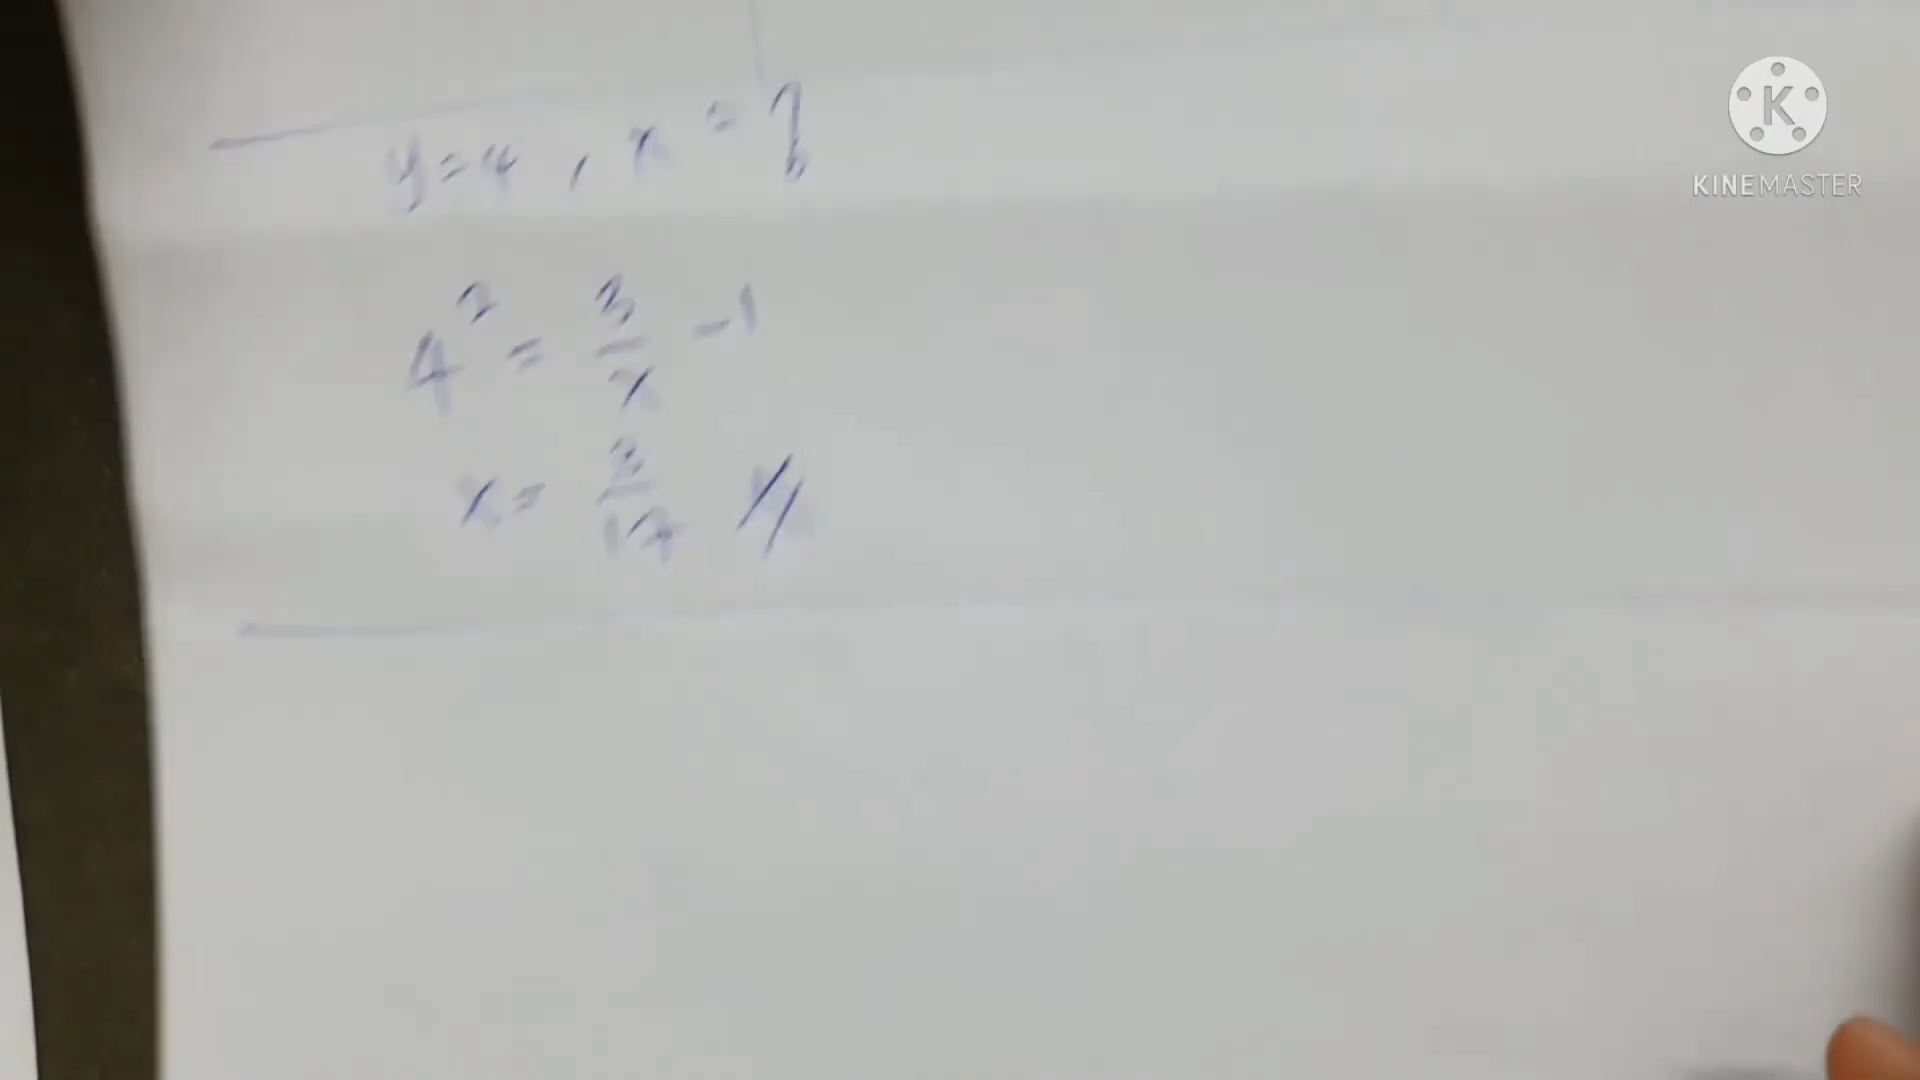 y=4 , x = ?
4² = 3/x -1
x = 3/17 //
K
KINEMASTER